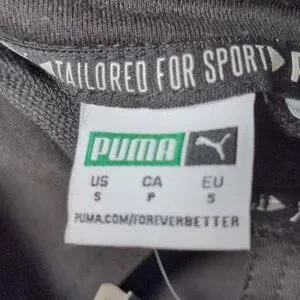 TAILORED FOR SPORT
PUMA
US CA EU
S P S
PUMA.COM/FOREVERBETTER